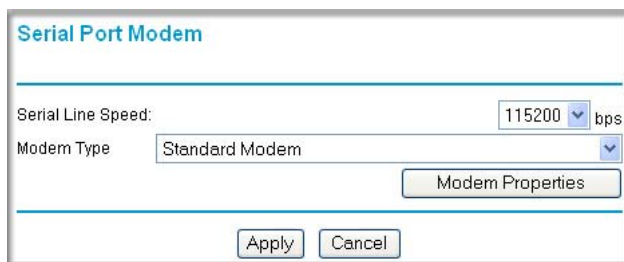 Serial Port Modem
Serial Line Speed: 115200 bps
Modem Type Standard Modem
Modem Properties
Apply Cancel